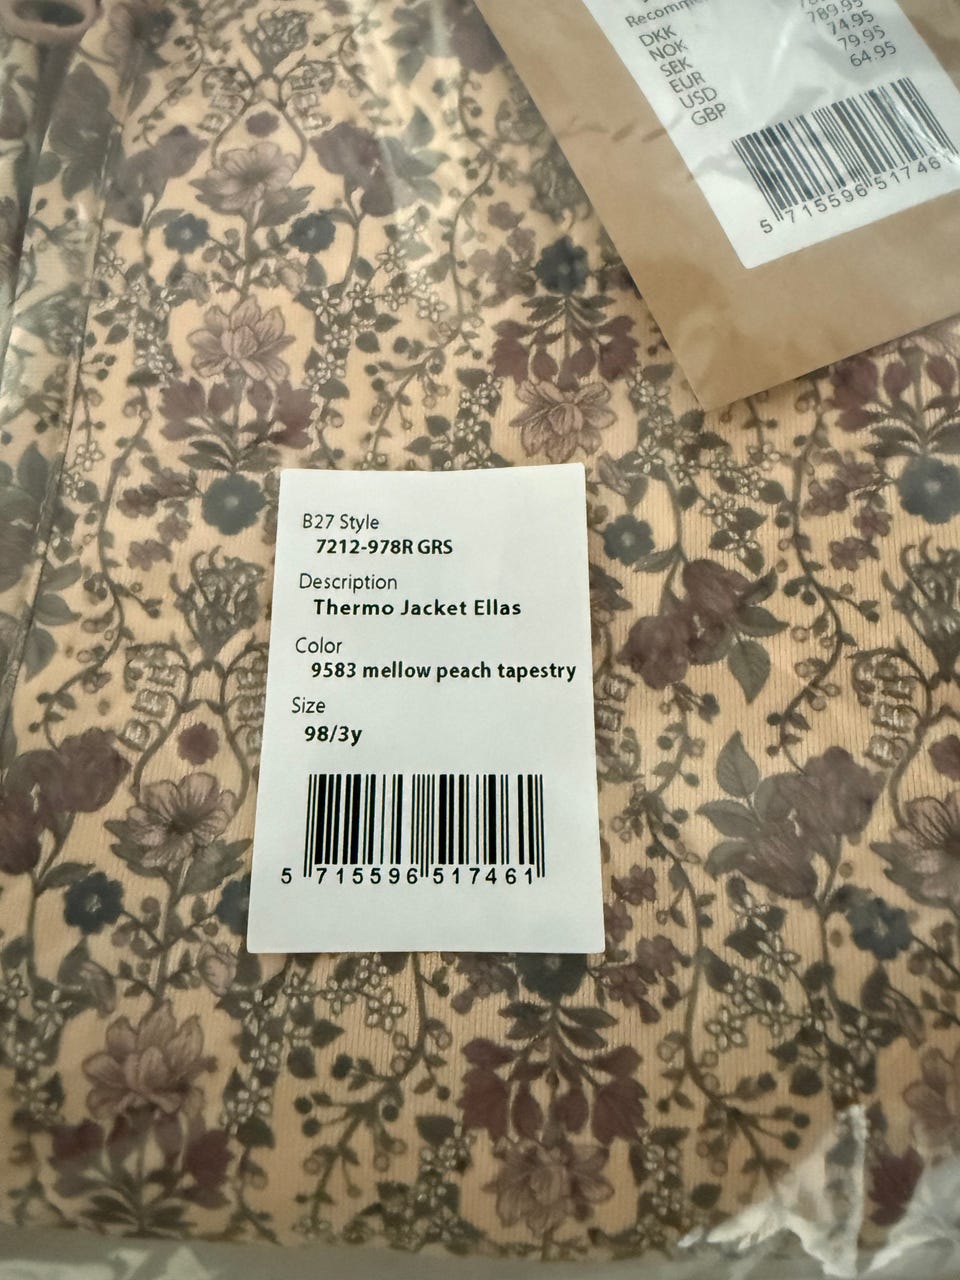 DKK
NOK
SEK
EUR
USD
GBP
789.95
74.95
79.95
64.95
5 715596 517461
B27 Style
7212-978R GRS
Description
Thermo Jacket Ellas
Color
9583 mellow peach tapestry
Size
98/3y
5 715596 517461